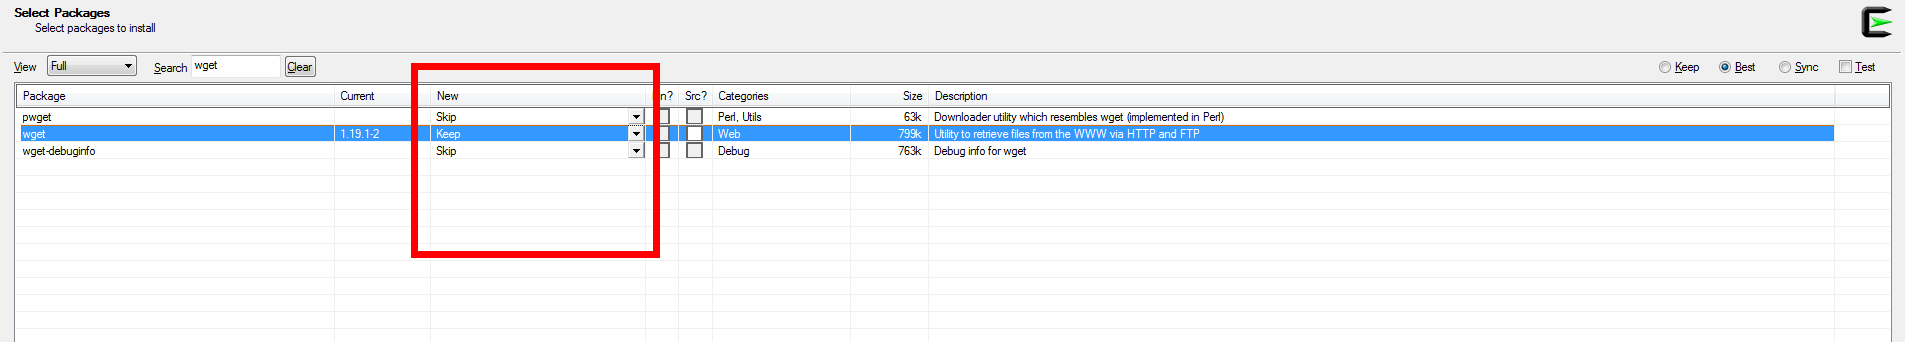 Select Packages
Select packages to install
View Full Search wget Clear Keep Best Sync Test
Package Current New n? Src? Categories Size Description
pwget Skip Perl, Utils 63k Downloader utility which resembles wget (implemented in Perl)
wget 1.19.1-2 Keep Web 799k Utility to retrieve files from the WWW via HTTP and FTP
wget-debuginfo Skip Debug 763k Debug info for wget